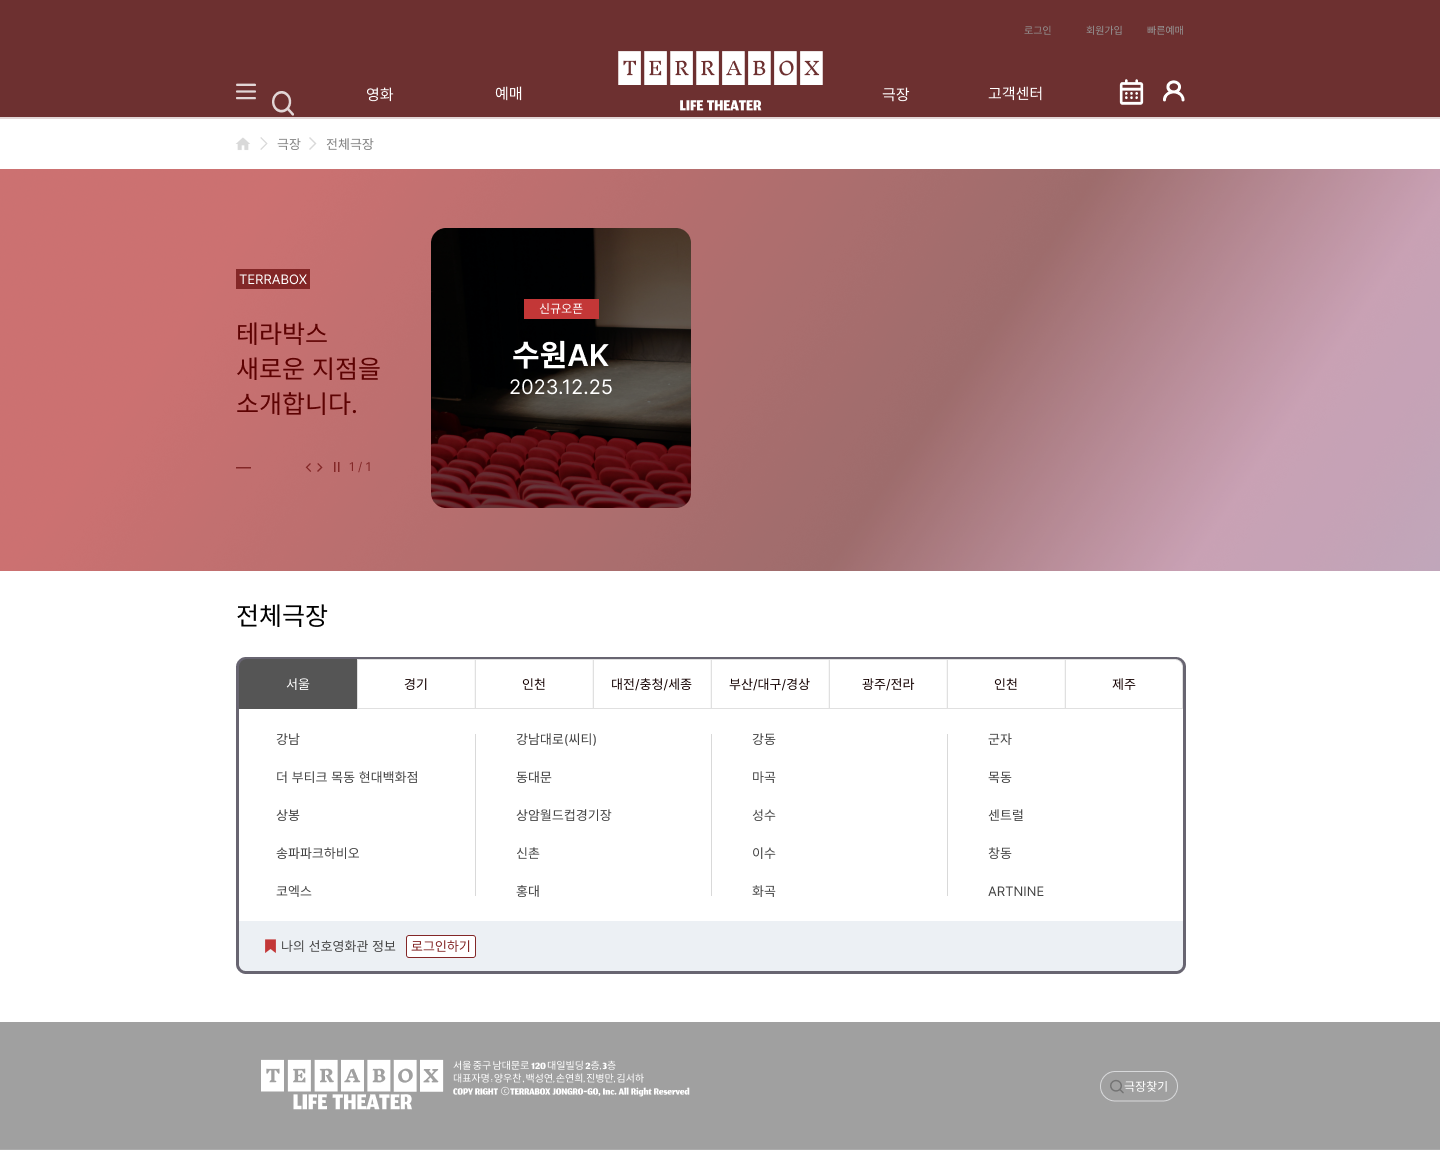 로그인 회원가입 빠른예매
TERRABOX
영화 예매 극장 고객센터
LIFE THEATER
극장 전체극장
TERRABOX
테라박스
새로운 지점을
소개합니다.
1 / 1
신규오픈
수원AK
2023.12.25
전체극장
서울 경기 인천 대전/충청/세종 부산/대구/경상 광주/전라 인천 제주
강남 강남대로(씨티) 강동 군자
더 부티크 목동 현대백화점 동대문 마곡 목동
상봉 상암월드컵경기장 성수 센트럴
송파파크하비오 신촌 이수 창동
코엑스 홍대 화곡 ARTNINE
나의 선호영화관 정보 로그인하기
TERABOX
LIFE THEATER
서울 중구 남대문로 120 대일빌딩 2층, 3층
대표자명 : 양우찬, 백성연, 손연희, 진병만, 김서하
COPY RIGHT ⓒTERRABOX JONGRO-GO, Inc. All Right Reserved
극장찾기